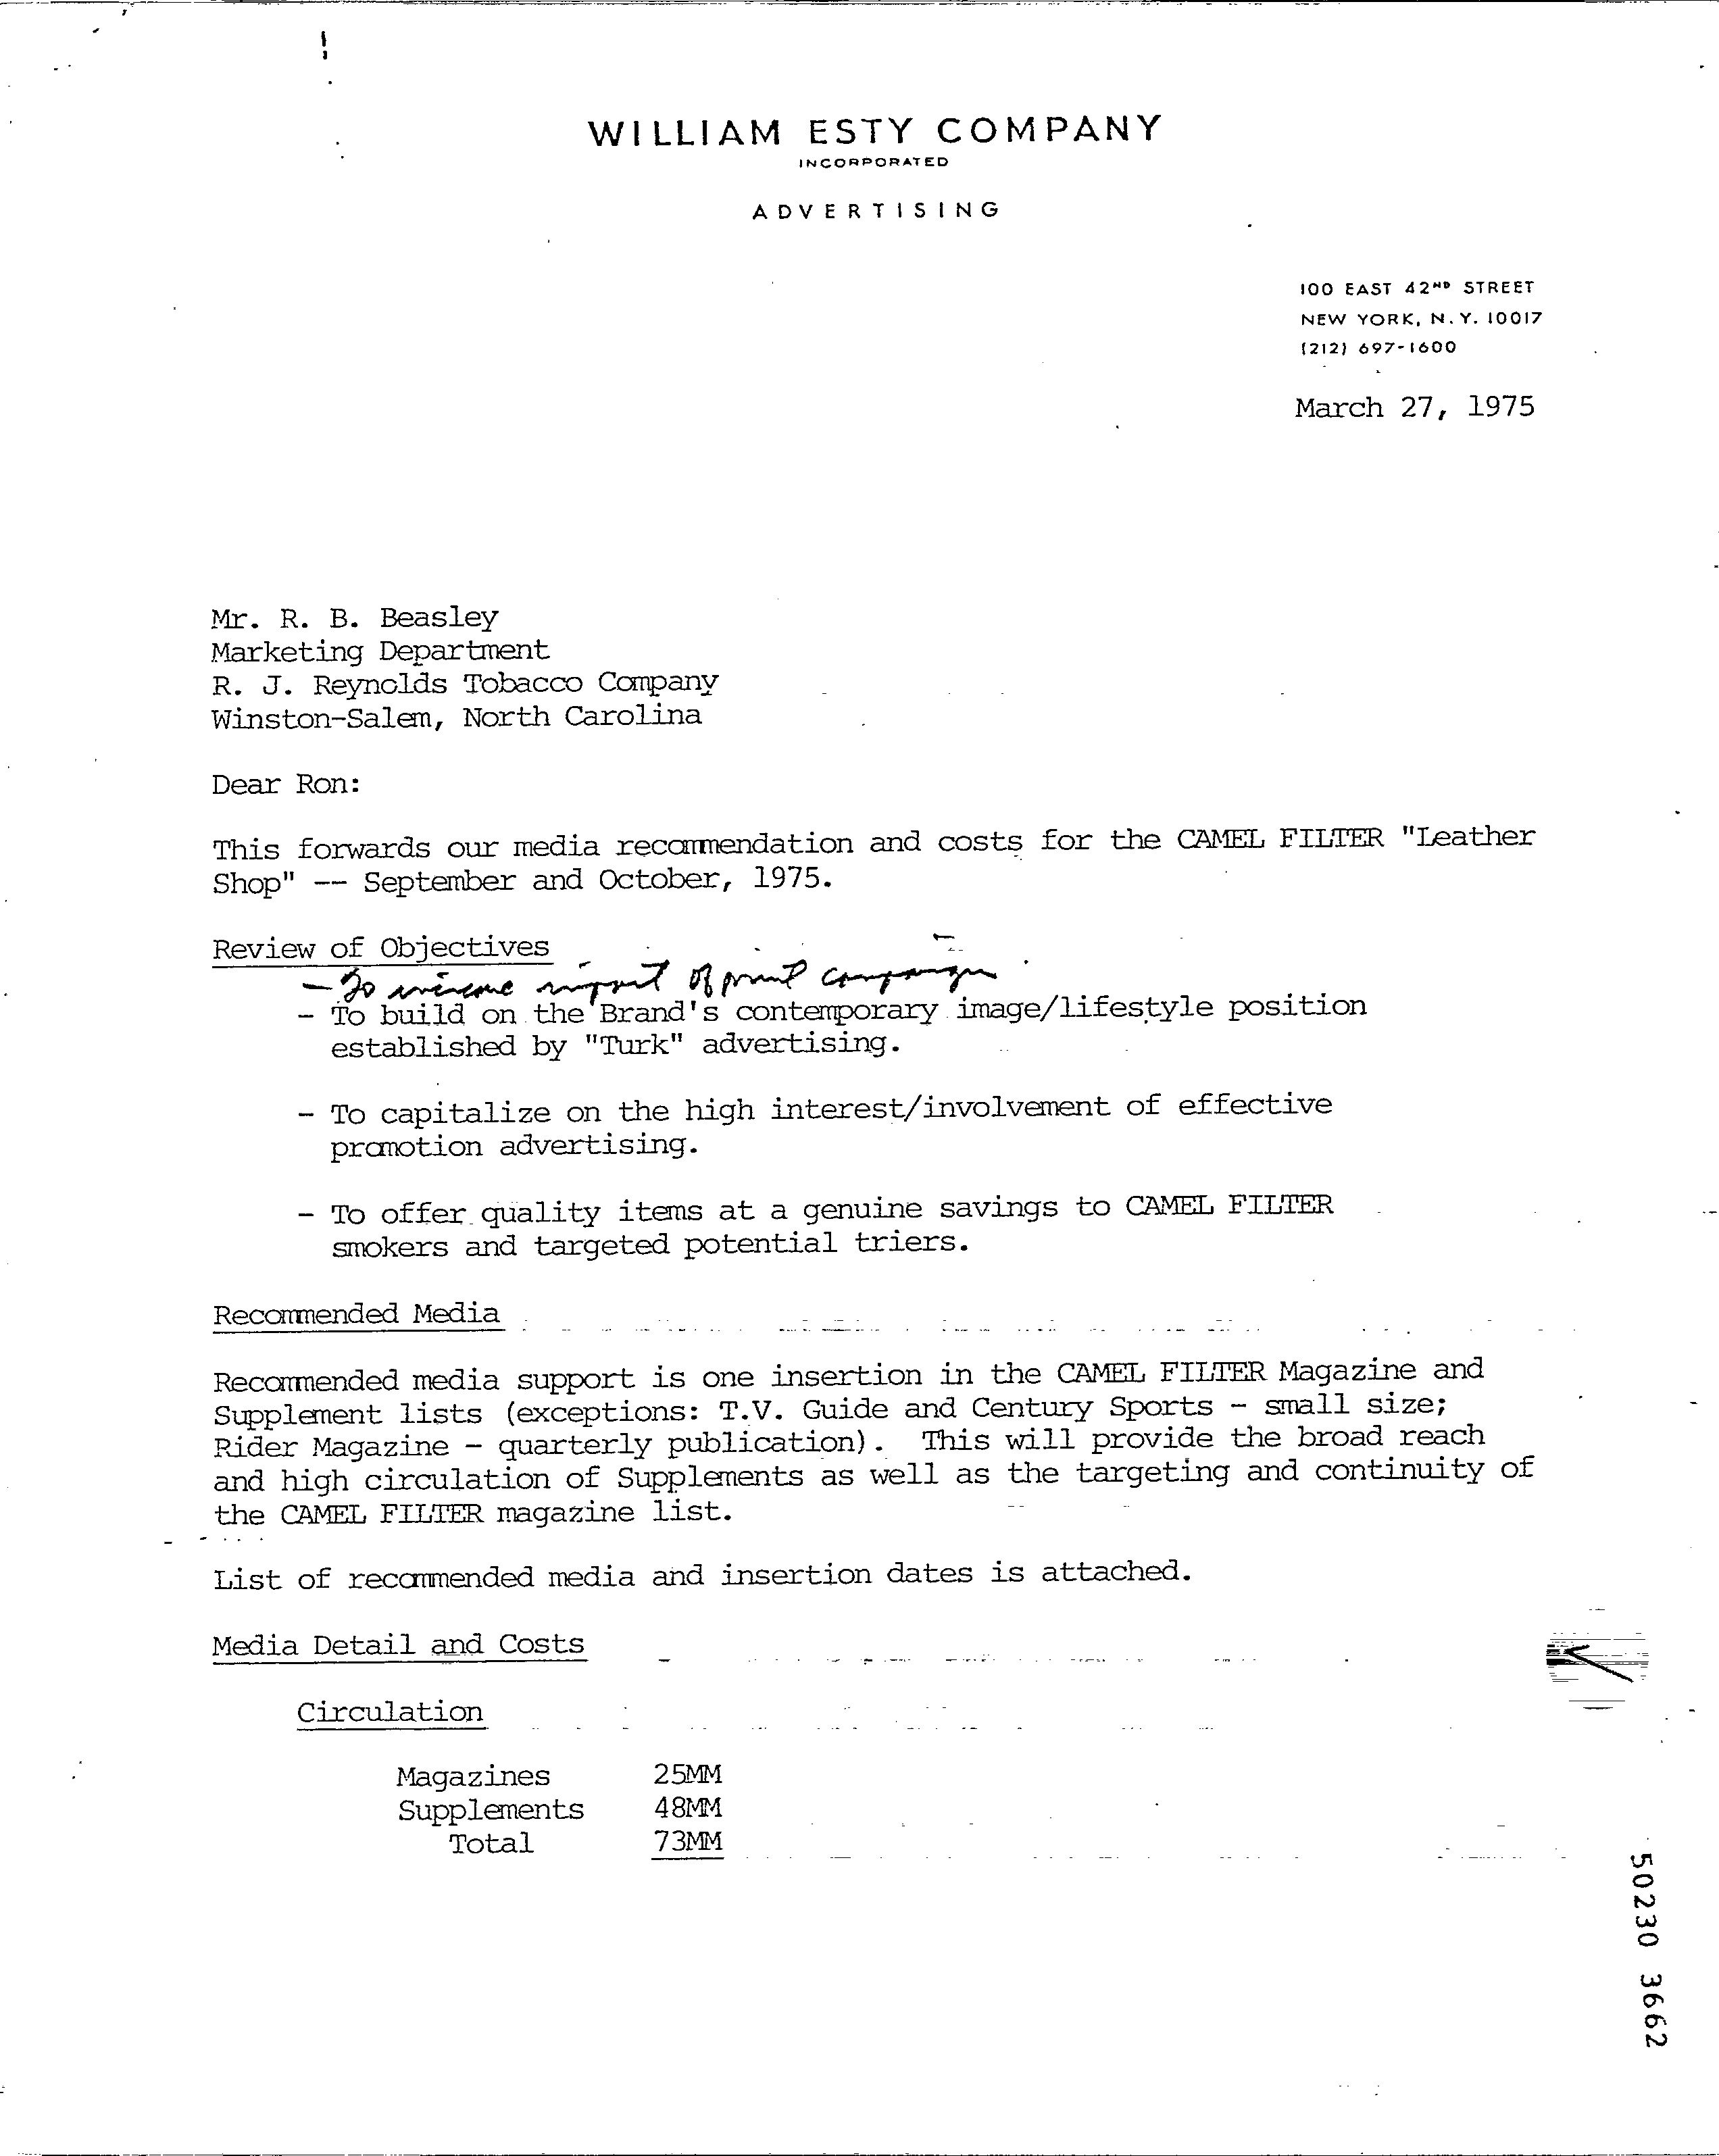 WILLIAM ESTY COMPANY
INCORPORATED
ADVERTISING
100 EAST 42ND STREET
NEW YORK, N.Y. 10017
(212) 697-1600
March 27, 1975
Mr. R. B. Beasley
Marketing Department
R. J. Reynolds Tobacco Company
Winston-Salem, North Carolina
Dear Ron:
This forwards our media recommendation and costs for the CAMEL FILTER "Leather
Shop" -- September and October, 1975.
Review of Objectives
- To increase support of print campaign
- To build on the Brand's contemporary image/lifestyle position
established by "Turk" advertising.
- To capitalize on the high interest/involvement of effective
promotion advertising.
- To offer quality items at a genuine savings to CAMEL FILTER
smokers and targeted potential triers.
Recommended Media
Recommended media support is one insertion in the CAMEL FILTER Magazine and
Supplement lists (exceptions: T.V. Guide and Century Sports - small size;
Rider Magazine - quarterly publication). This will provide the broad reach
and high circulation of Supplements as well as the targeting and continuity of
the CAMEL FILTER magazine list.
List of recommended media and insertion dates is attached.
Media Detail and Costs
Circulation
Magazines 25MM
Supplements 48MM
Total 73MM
50230 3662